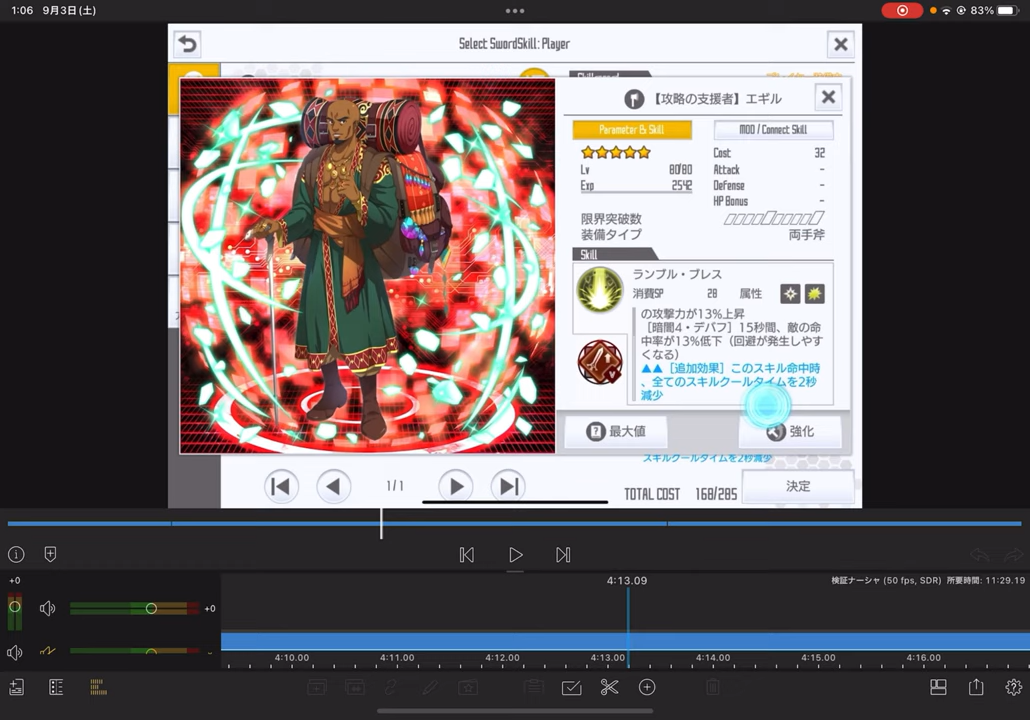 1:06 9月3日(土)
83%
Select SwordSkill: Player
【攻略の支援者】エギル
Parameter & Skill
MOD / Connect Skill
Lv 80/80
Exp 2542
Cost 32
Attack -
Defense -
HP Bonus -
限界突破数
装備タイプ 両手斧
Skill
ランブル・ブレス
消費SP 28 属性
の攻撃力が13%上昇
［暗闇4・デバフ］15秒間、敵の命
中率が13%低下（回避が発生しやす
くなる）
▲▲［追加効果］このスキル命中時
、全てのスキルクールタイムを2秒
減少
最大値
強化
スキルクールタイムを2秒減少
1/1
TOTAL COST 168/285
決定
+0
4:13.09
検証ナーシャ (50 fps, SDR) 所要時間: 11:29.19
+0
4:10.00
4:11.00
4:12.00
4:13.00
4:14.00
4:15.00
4:16.00